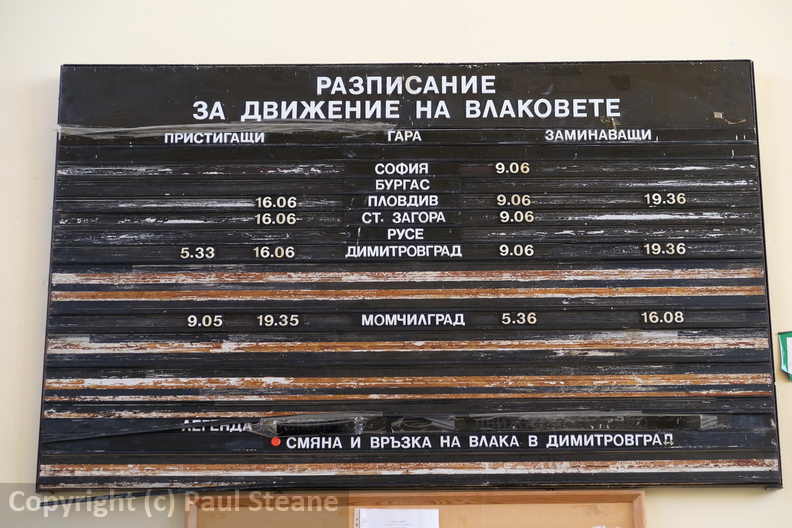 РАЗПИСАНИЕ
ЗА ДВИЖЕНИЕ НА ВЛАКОВЕТЕ
ПРИСТИГАЩИ ГАРА ЗАМИНАВАЩИ
СОФИЯ 9.06
БУРГАС
16.06 ПЛОВДИВ 9.06 19.36
16.06 СТ. ЗАГОРА 9.06
РУСЕ
5.33 16.06 ДИМИТРОВГРАД 9.06 19.36
9.05 19.35 МОМЧИЛГРАД 5.36 16.08
ЛЕГЕНДА
СМЯНА И ВРЪЗКА НА ВЛАКА В ДИМИТРОВГРАД
Copyright (c) Paul Steane